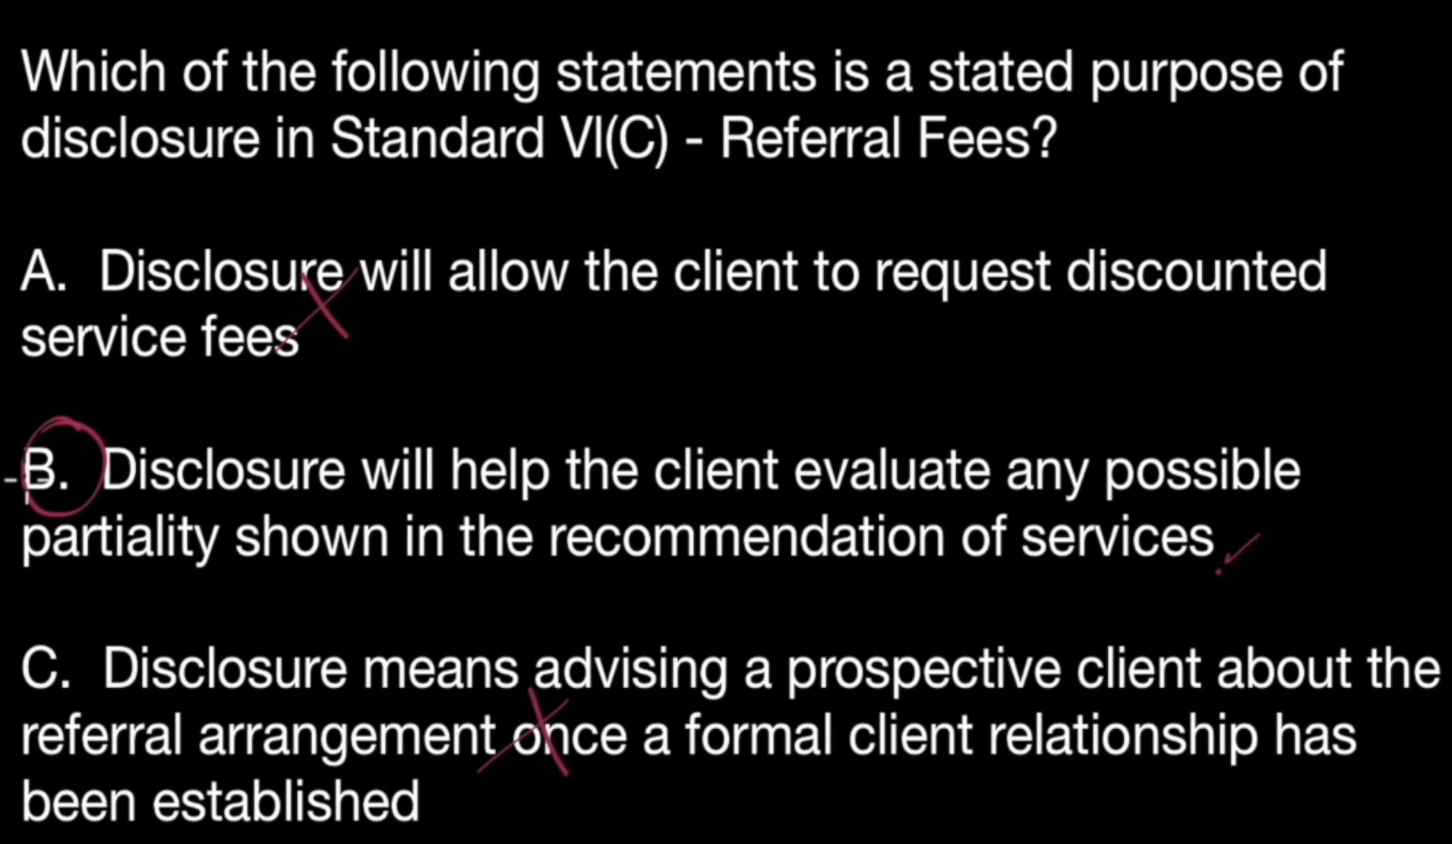 Which of the following statements is a stated purpose of
disclosure in Standard VI(C) - Referral Fees?
A. Disclosure will allow the client to request discounted
service fees
B. Disclosure will help the client evaluate any possible
partiality shown in the recommendation of services
C. Disclosure means advising a prospective client about the
referral arrangement once a formal client relationship has
been established